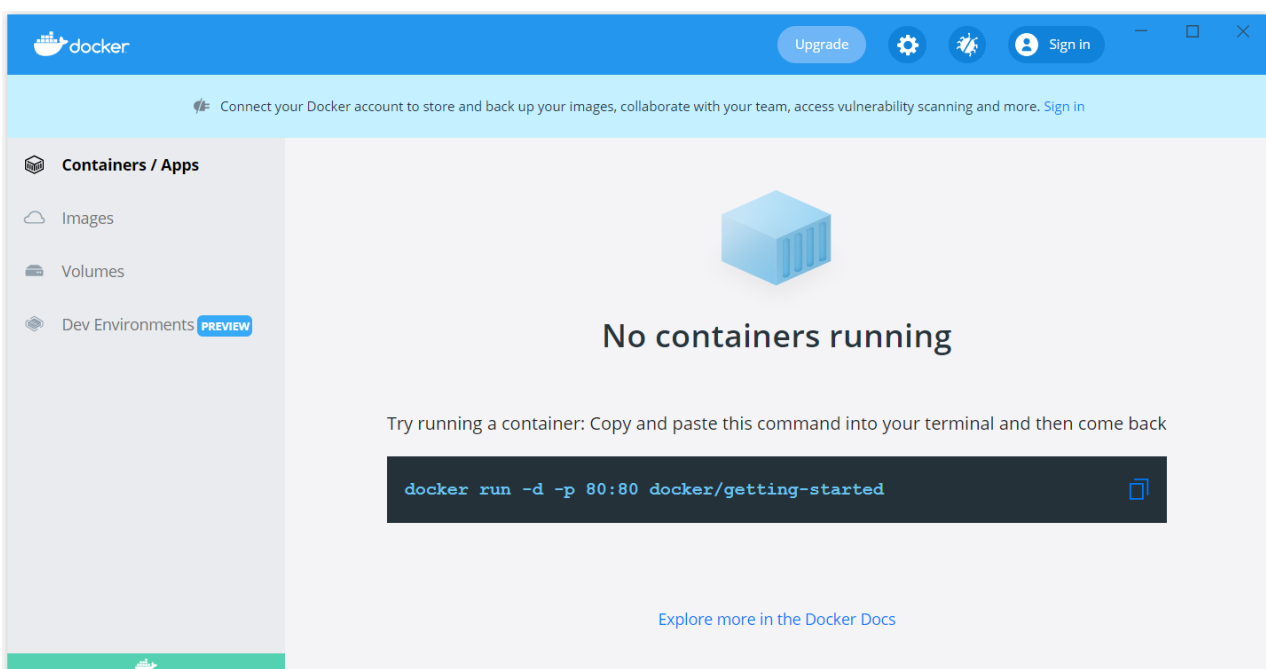 docker
Upgrade
Sign in
Connect your Docker account to store and back up your images, collaborate with your team, access vulnerability scanning and more. Sign in
Containers / Apps
Images
Volumes
Dev Environments PREVIEW
No containers running
Try running a container: Copy and paste this command into your terminal and then come back
docker run -d -p 80:80 docker/getting-started
Explore more in the Docker Docs